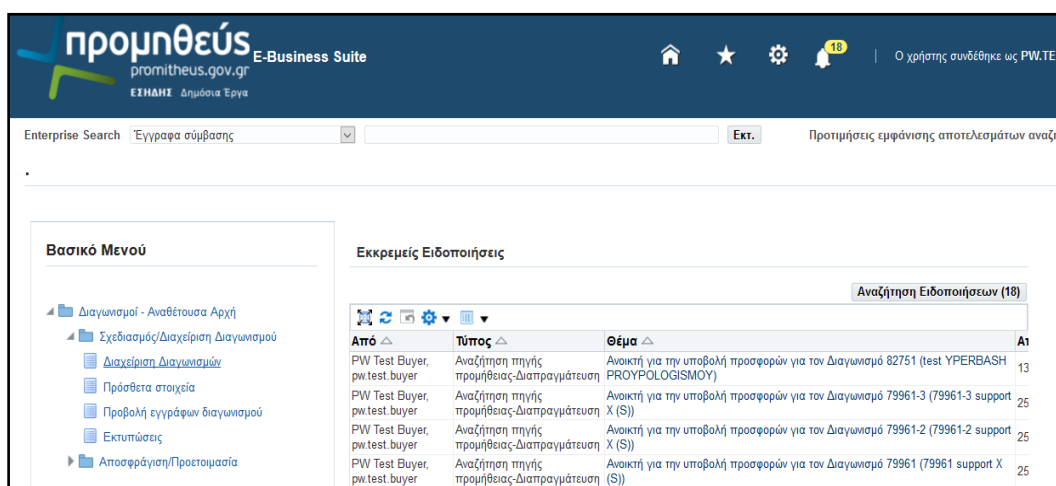 προμηθεύς
promitheus.gov.gr
ΕΣΗΔΗΣ Δημόσια Έργα
E-Business Suite
18
Ο χρήστης συνδέθηκε ως PW.TE
Enterprise Search Έγγραφα σύμβασης Εκτ. Προτιμήσεις εμφάνισης αποτελεσμάτων αναζή
.
Βασικό Μενού
Διαγωνισμοί - Αναθέτουσα Αρχή
Σχεδιασμός/Διαχείριση Διαγωνισμού
Διαχείριση Διαγωνισμών
Πρόσθετα στοιχεία
Προβολή εγγράφων διαγωνισμού
Εκτυπώσεις
Αποσφράγιση/Προετοιμασία
Εκκρεμείς Ειδοποιήσεις
Αναζήτηση Ειδοποιήσεων (18)
Από Τύπος Θέμα Απ
PW Test Buyer, Αναζήτηση πηγής Ανοικτή για την υποβολή προσφορών για τον Διαγωνισμό 82751 (test YPERBASH 13
pw.test.buyer προμήθειας-Διαπραγμάτευση PROYPOLOGISMOY)
PW Test Buyer, Αναζήτηση πηγής Ανοικτή για την υποβολή προσφορών για τον Διαγωνισμό 79961-3 (79961-3 support 25
pw.test.buyer προμήθειας-Διαπραγμάτευση X (S))
PW Test Buyer, Αναζήτηση πηγής Ανοικτή για την υποβολή προσφορών για τον Διαγωνισμό 79961-2 (79961-2 support 25
pw.test.buyer προμήθειας-Διαπραγμάτευση X (S))
PW Test Buyer, Αναζήτηση πηγής Ανοικτή για την υποβολή προσφορών για τον Διαγωνισμό 79961 (79961 support X 25
pw.test.buyer προμήθειας-Διαπραγμάτευση (S))